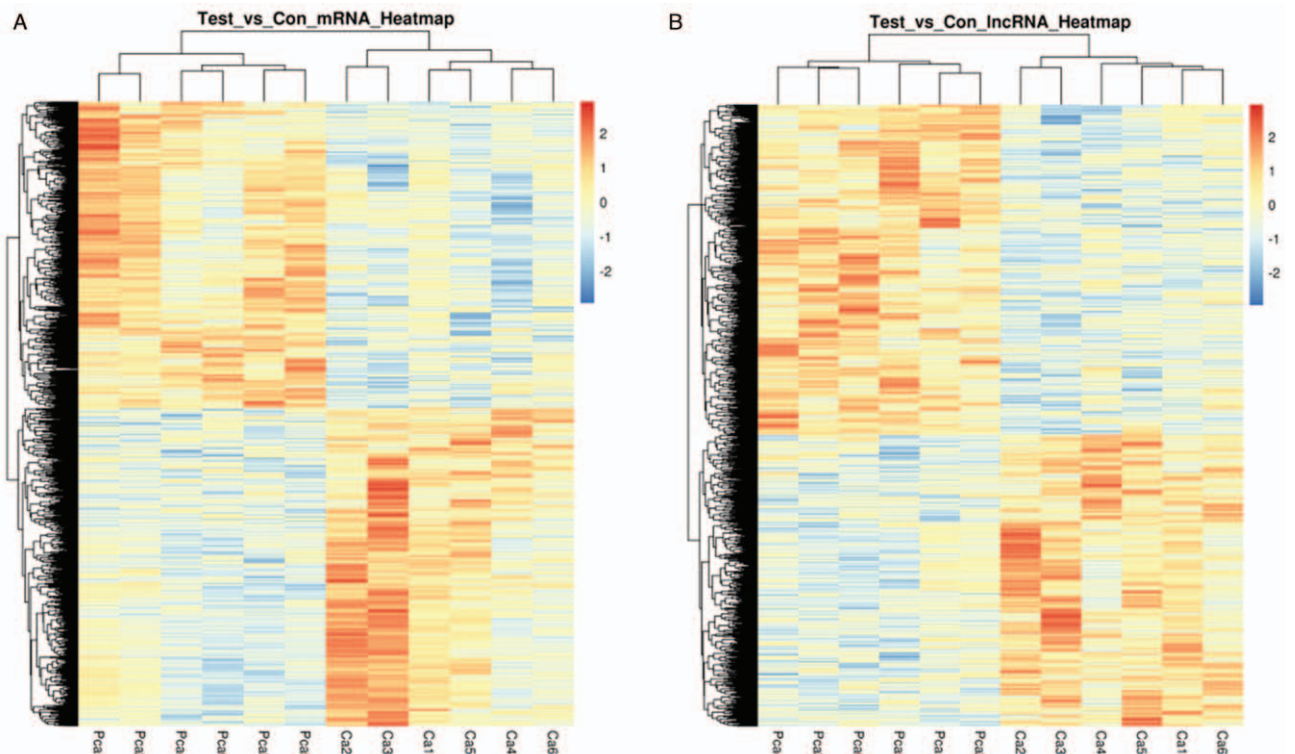 A
Test_vs_Con_mRNA_Heatmap
2
1
0
-1
-2
Pca
Pca
Pca
Pca
Pca
Pca
Ca2
Ca3
Ca1
Ca5
Ca4
Ca6
B
Test_vs_Con_lncRNA_Heatmap
2
1
0
-1
-2
Pca
Pca
Pca
Pca
Pca
Pca
Ca2
Ca3
Ca4
Ca5
Ca1
Ca6